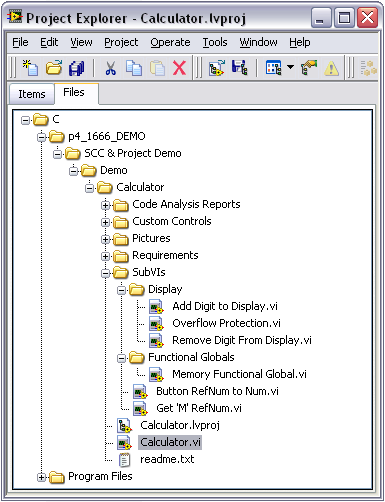 Project Explorer - Calculator.lvproj
File Edit View Project Operate Tools Window Help
Items Files
C
p4_1666_DEMO
SCC & Project Demo
Demo
Calculator
Code Analysis Reports
Custom Controls
Pictures
Requirements
SubVIs
Display
Add Digit to Display.vi
Overflow Protection.vi
Remove Digit From Display.vi
Functional Globals
Memory Functional Global.vi
Button RefNum to Num.vi
Get 'M' RefNum.vi
Calculator.lvproj
Calculator.vi
readme.txt
Program Files